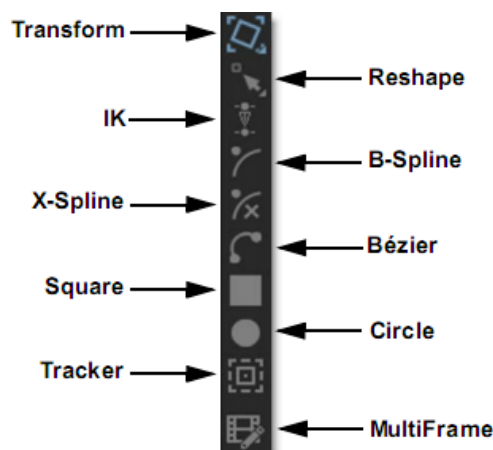 Transform
Reshape
IK
B-Spline
X-Spline
Bézier
Square
Circle
Tracker
MultiFrame